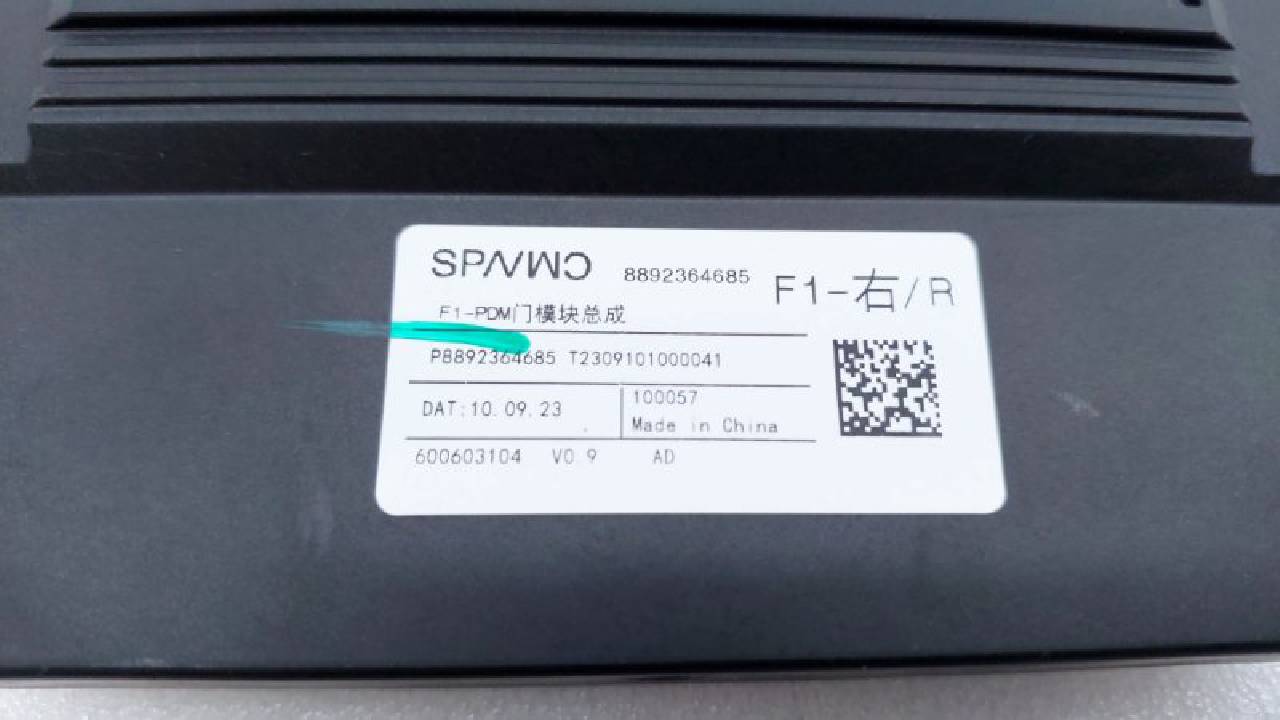 SPVMO 8892364685 F1-右/R
F1-PDM门模块总成
P8892364685 T2309101000041
DAT:10.09.23
100057
Made in China
600603104 V0.9 AD